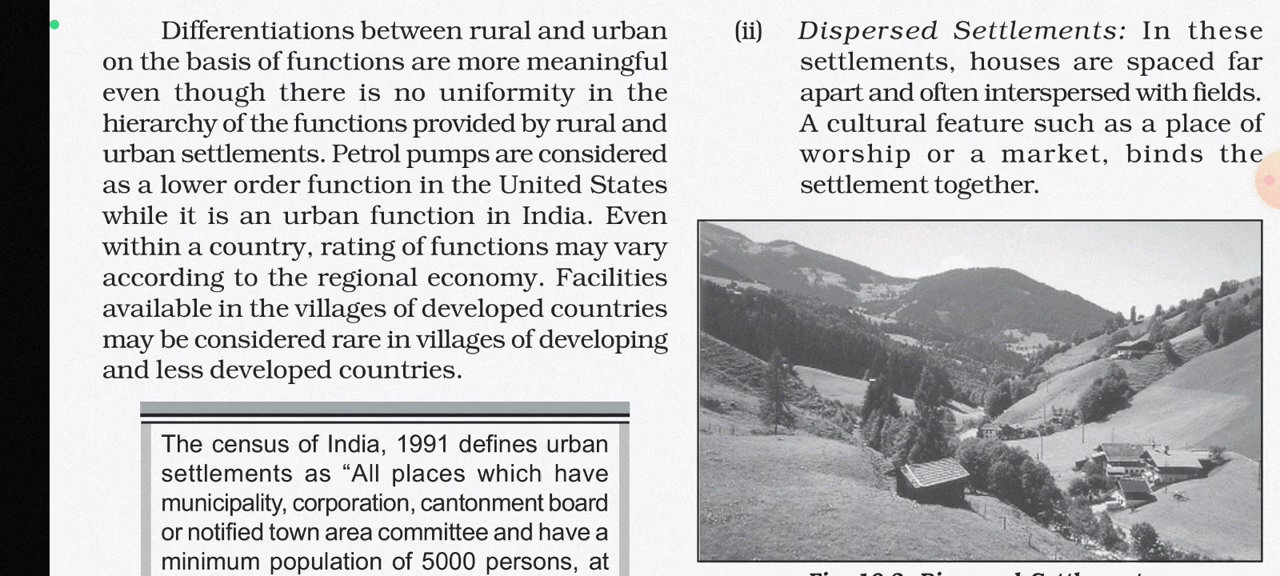 Differentiations between rural and urban
on the basis of functions are more meaningful
even though there is no uniformity in the
hierarchy of the functions provided by rural and
urban settlements. Petrol pumps are considered
as a lower order function in the United States
while it is an urban function in India. Even
within a country, rating of functions may vary
according to the regional economy. Facilities
available in the villages of developed countries
may be considered rare in villages of developing
and less developed countries.
The census of India, 1991 defines urban
settlements as “All places which have
municipality, corporation, cantonment board
or notified town area committee and have a
minimum population of 5000 persons, at
(ii) Dispersed Settlements: In these
settlements, houses are spaced far
apart and often interspersed with fields.
A cultural feature such as a place of
worship or a market, binds the
settlement together.